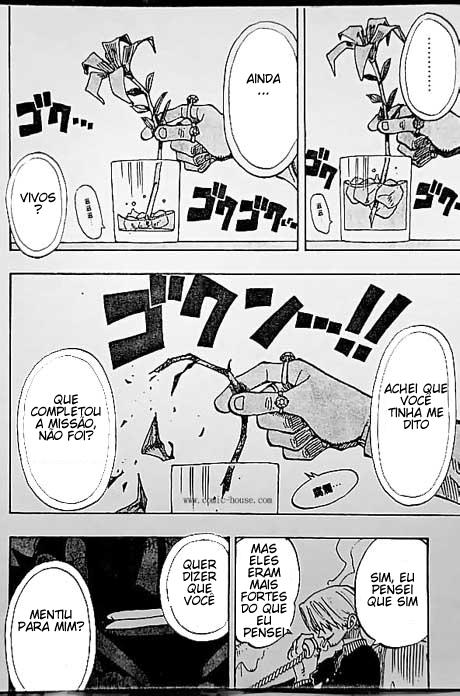 .........
AINDA
...
VIVOS
?
ゴク...
ゴクゴク...
ゴク...
ゴクン...!!
ACHEI QUE
VOCÊ
TINHA ME
DITO
QUE
COMPLETOU
A MISSÃO,
NÃO FOI?
www.comic-house.com
SIM, EU
PENSEI
QUE SIM
MAS
ELES
ERAM
MAIS
FORTES
DO QUE
EU
PENSEI
QUER
DIZER
QUE
VOCÊ
MENTIU
PARA MIM?